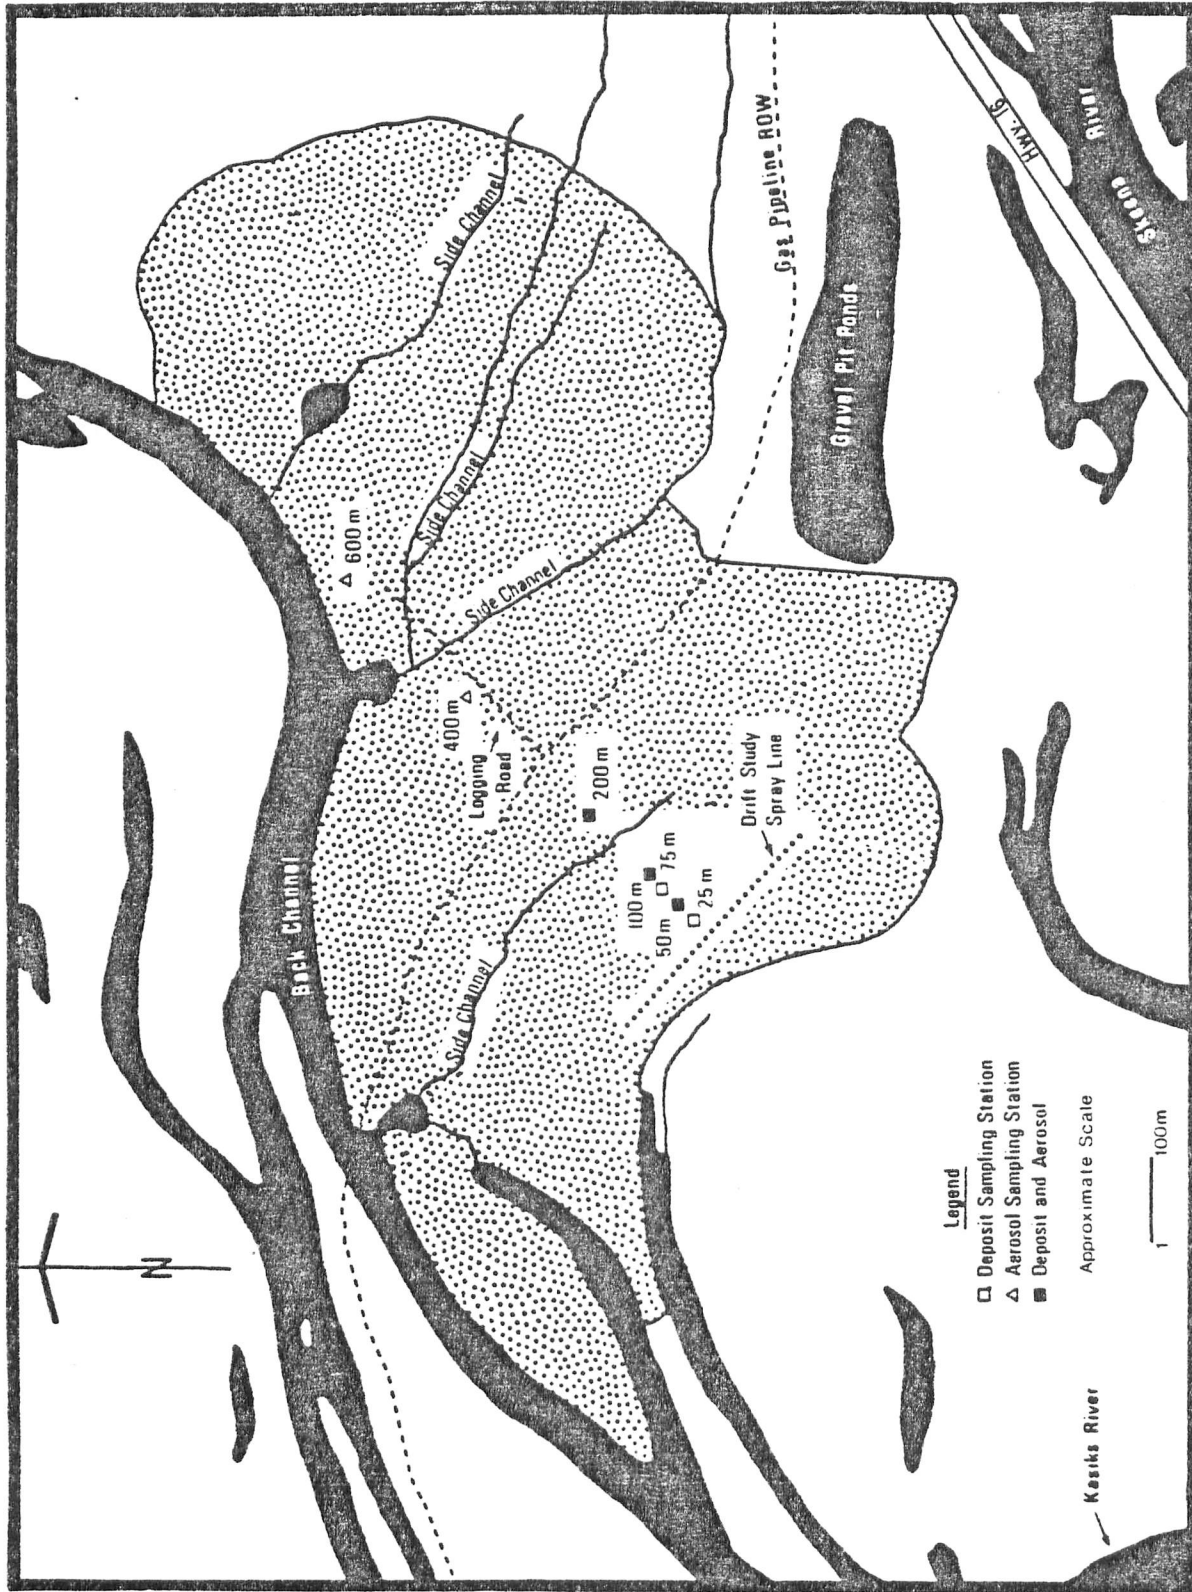 Side Channel
Gas Pipeline ROW
Hwy. 16
River
Skeena
Gravel Pit Ponds
600 m
Side Channel
Side Channel
400 m
Logging
Road
200 m
Drift Study
Spray Line
100 m
75 m
50 m
25 m
Back Channel
Side Channel
N
Legend
Deposit Sampling Station
Aerosol Sampling Station
Deposit and Aerosol
Approximate Scale
1
100m
Kasiks River